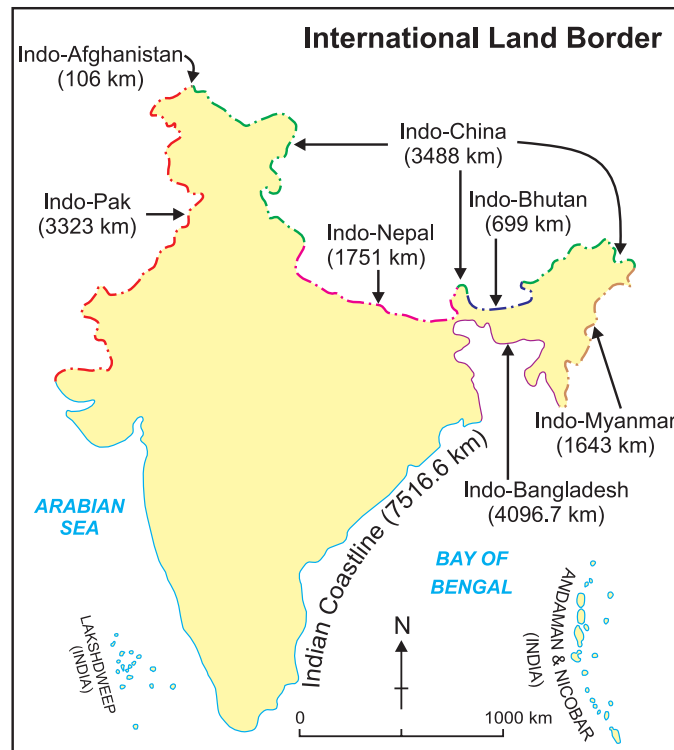 International Land Border
Indo-Afghanistan
(106 km)
Indo-China
(3488 km)
Indo-Pak
(3323 km)
Indo-Bhutan
(699 km)
Indo-Nepal
(1751 km)
Indo-Myanmar
(1643 km)
Indo-Bangladesh
(4096.7 km)
Indian Coastline (7516.6 km)
ARABIAN
SEA
BAY OF
BENGAL
LAKSHDWEEP
(INDIA)
ANDAMAN & NICOBAR
(INDIA)
N
0 1000 km